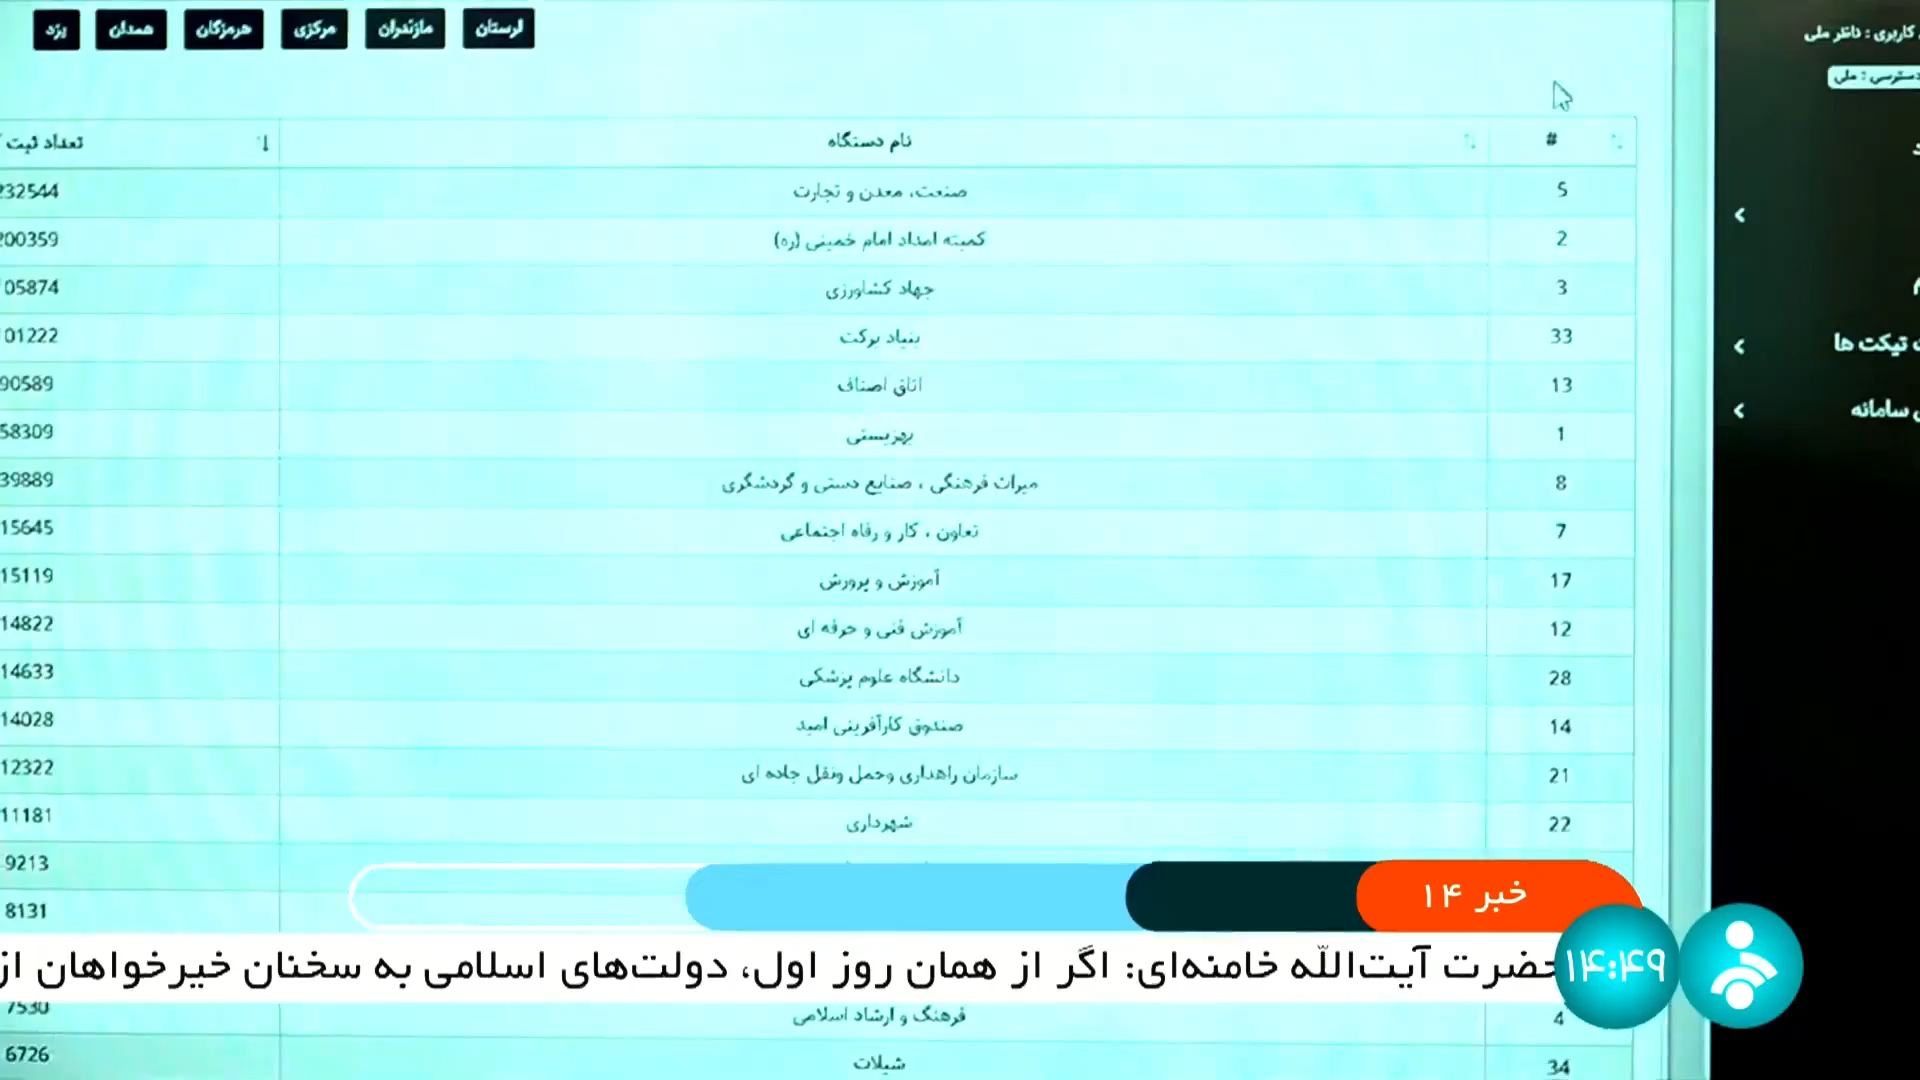 لرستان مازندران مرکزی هرمزگان همدان یزد
کاربری : ناظر ملی
دسترسی : ملی
تیکت ها
سامانه
# نام دستگاه تعداد ثبت
5 صنعت، معدن و تجارت 232544
2 کمیته امداد امام خمینی (ره) 200359
3 جهاد کشاورزی 05874
33 بنیاد برکت 01222
13 اتاق اصناف 90589
1 بهزیستی 58309
8 میراث فرهنگی ، صنایع دستی و گردشگری 39889
7 تعاون ، کار و رفاه اجتماعی 15645
17 آموزش و پرورش 15119
12 آموزش فنی و حرفه ای 14822
28 دانشگاه علوم پزشکی 14633
14 صندوق کارآفرینی امید 14028
21 سازمان راهداری وحمل ونقل جاده ای 12322
22 شهرداری 11181
9213
8131
خبر ۱۴
۱۴:۴۹
حضرت آیت‌اللّه خامنه‌ای: اگر از همان روز اول، دولت‌های اسلامی به سخنان خیرخواهان از
4 فرهنگ و ارشاد اسلامی 7530
34 شیلات 6726